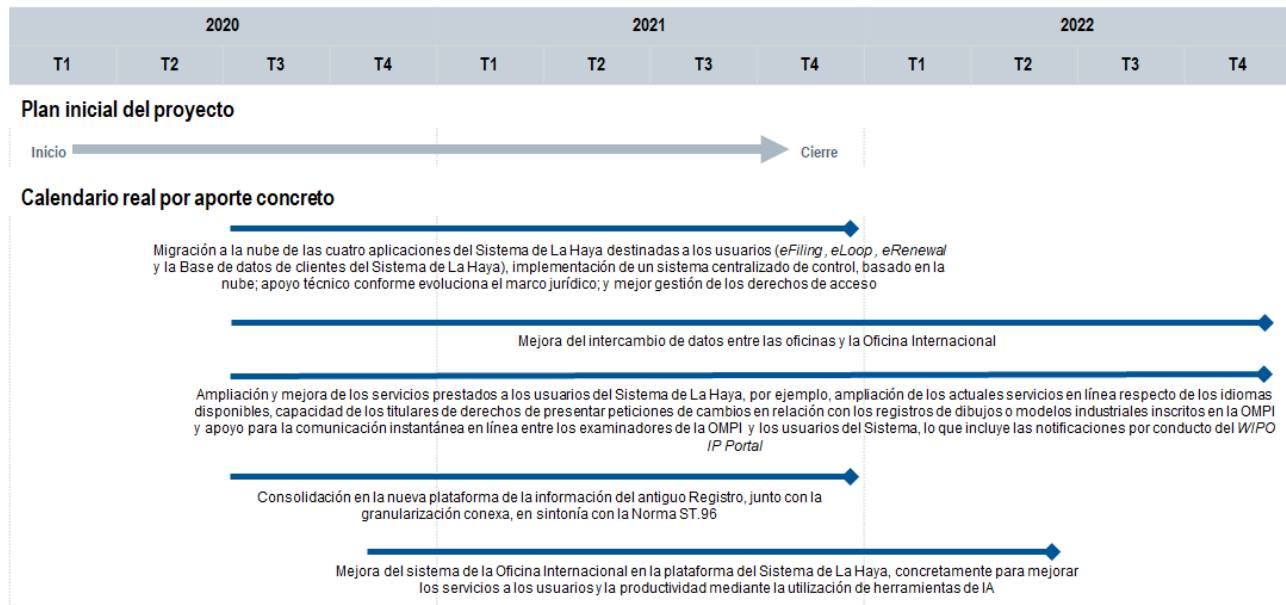 2020 2021 2022
T1 T2 T3 T4 T1 T2 T3 T4 T1 T2 T3 T4
Plan inicial del proyecto
Inicio Cierre
Calendario real por aporte concreto
Migración a la nube de las cuatro aplicaciones del Sistema de La Haya destinadas a los usuarios (eFiling, eLoop, eRenewal
y la Base de datos de clientes del Sistema de La Haya), implementación de un sistema centralizado de control, basado en la
nube; apoyo técnico conforme evoluciona el marco jurídico; y mejor gestión de los derechos de acceso
Mejora del intercambio de datos entre las oficinas y la Oficina Internacional
Ampliación y mejora de los servicios prestados a los usuarios del Sistema de La Haya, por ejemplo, ampliación de los actuales servicios en línea respecto de los idiomas
disponibles, capacidad de los titulares de derechos de presentar peticiones de cambios en relación con los registros de dibujos o modelos industriales inscritos en la OMPI
y apoyo para la comunicación instantánea en línea entre los examinadores de la OMPI y los usuarios del Sistema, lo que incluye las notificaciones por conducto del WIPO
IP Portal
Consolidación en la nueva plataforma de la información del antiguo Registro, junto con la
granularización conexa, en sintonía con la Norma ST.96
Mejora del sistema de la Oficina Internacional en la plataforma del Sistema de La Haya, concretamente para mejorar
los servicios a los usuarios y la productividad mediante la utilización de herramientas de IA